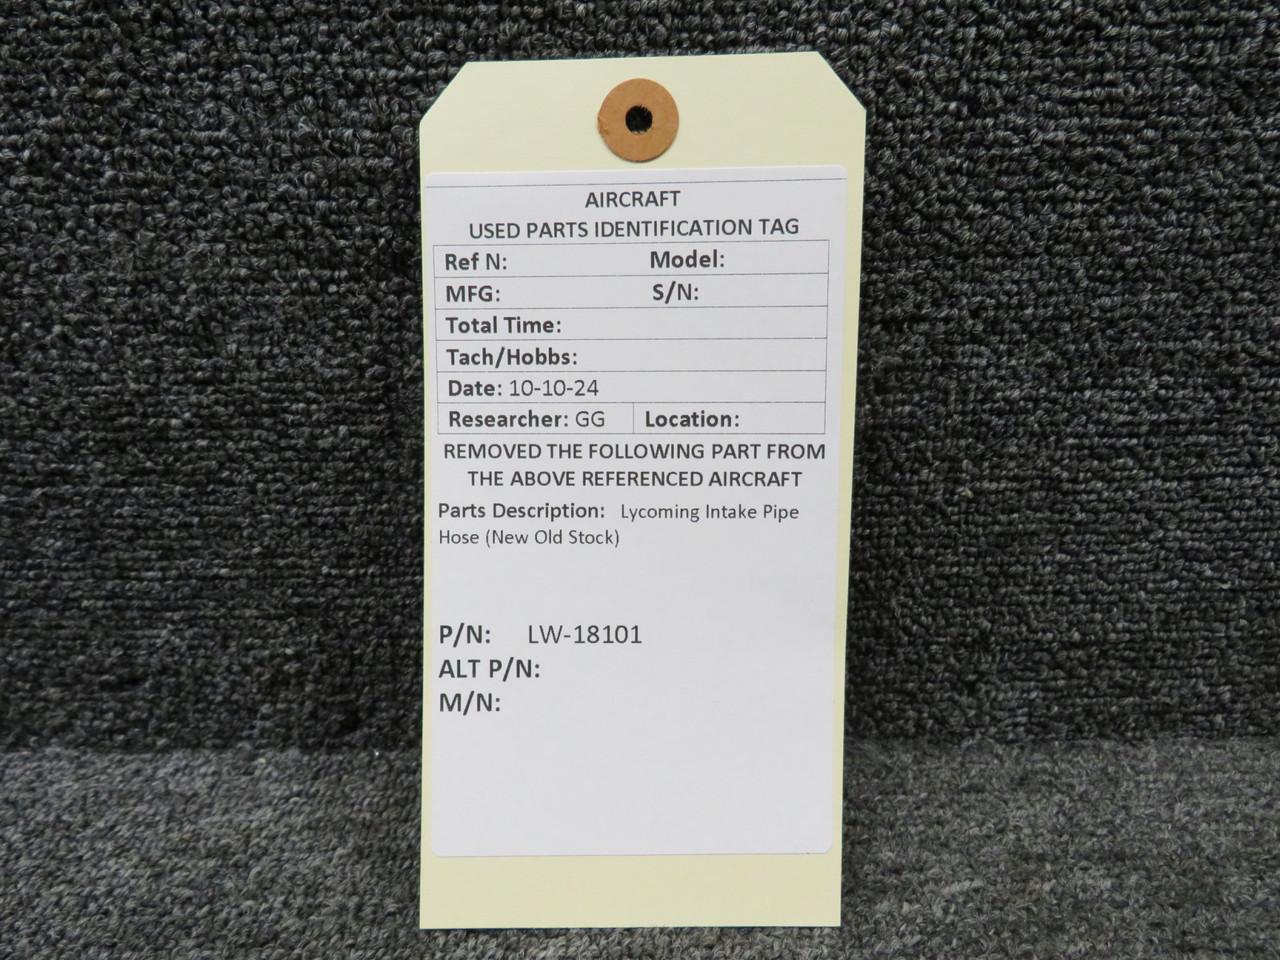 AIRCRAFT
USED PARTS IDENTIFICATION TAG
Ref N: Model:
MFG: S/N:
Total Time:
Tach/Hobbs:
Date: 10-10-24
Researcher: GG Location:
REMOVED THE FOLLOWING PART FROM
THE ABOVE REFERENCED AIRCRAFT
Parts Description: Lycoming Intake Pipe
Hose (New Old Stock)
P/N: LW-18101
ALT P/N:
M/N: